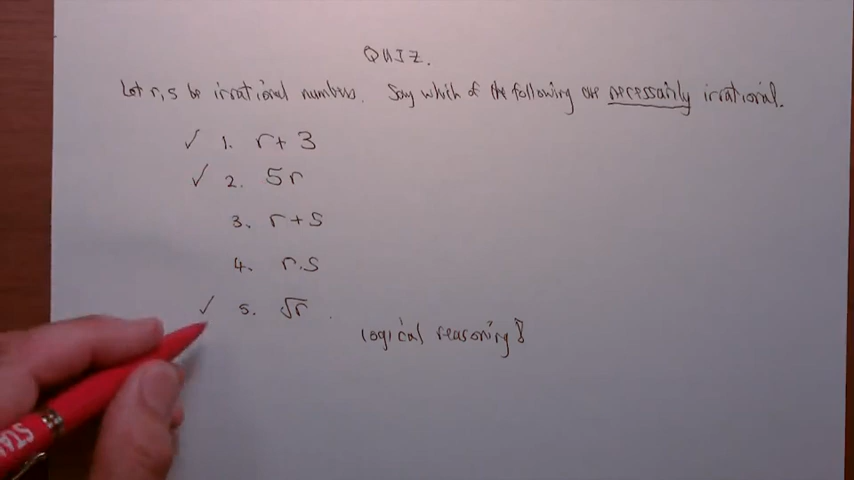 QUIZ.
Let r, s be irrational numbers. Say which of the following are necessarily irrational.
✓ 1. r + 3
✓ 2. 5r
3. r + s
4. r.s
✓ 5. √r .
logical reasoning!
STA